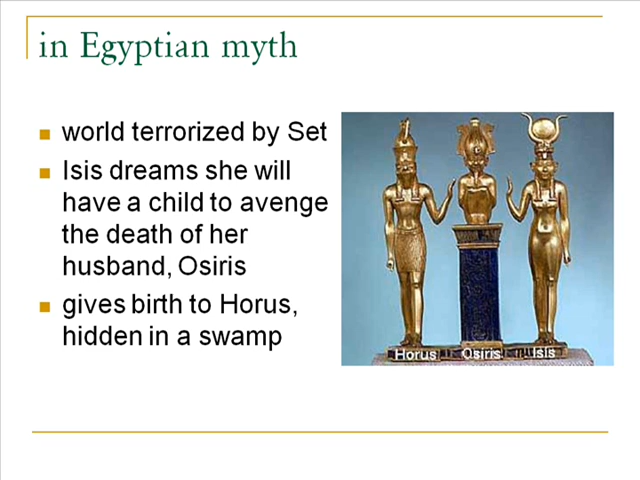 in Egyptian myth
world terrorized by Set
Isis dreams she will
have a child to avenge
the death of her
husband, Osiris
gives birth to Horus,
hidden in a swamp
Horus Osiris Isis